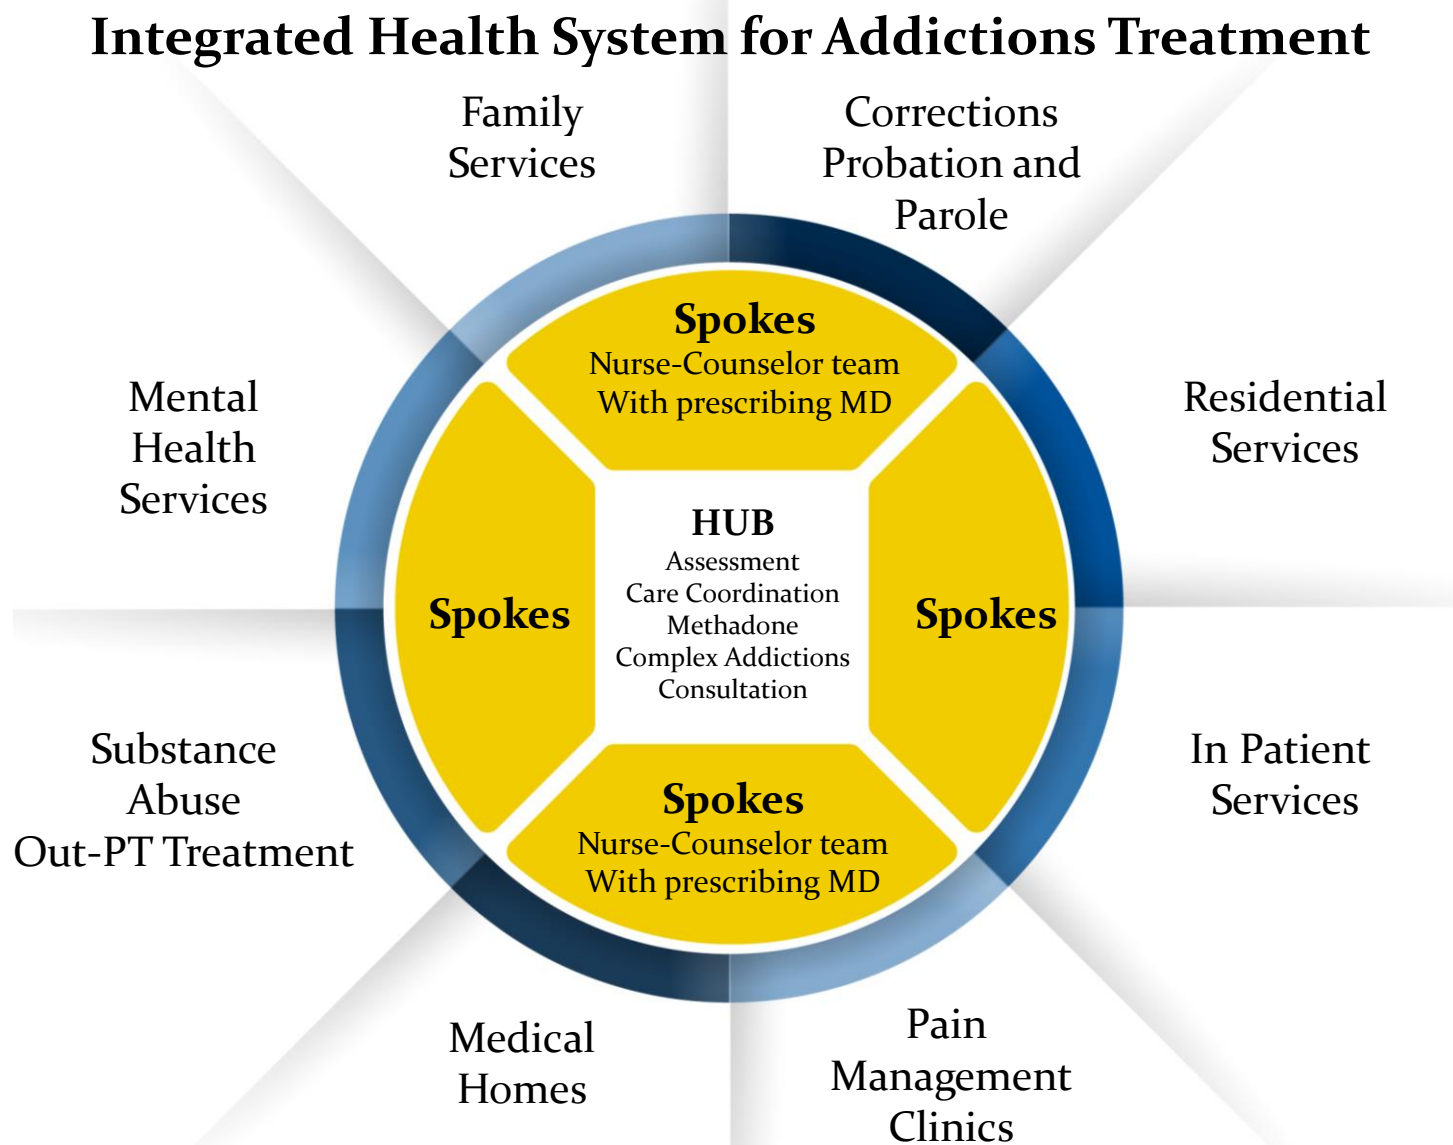 Integrated Health System for Addictions Treatment
Family
Services
Corrections
Probation and
Parole
Mental
Health
Services
Residential
Services
Spokes
Nurse-Counselor team
With prescribing MD
Spokes
HUB
Assessment
Care Coordination
Methadone
Complex Addictions
Consultation
Spokes
Substance
Abuse
Out-PT Treatment
In Patient
Services
Spokes
Nurse-Counselor team
With prescribing MD
Medical
Homes
Pain
Management
Clinics